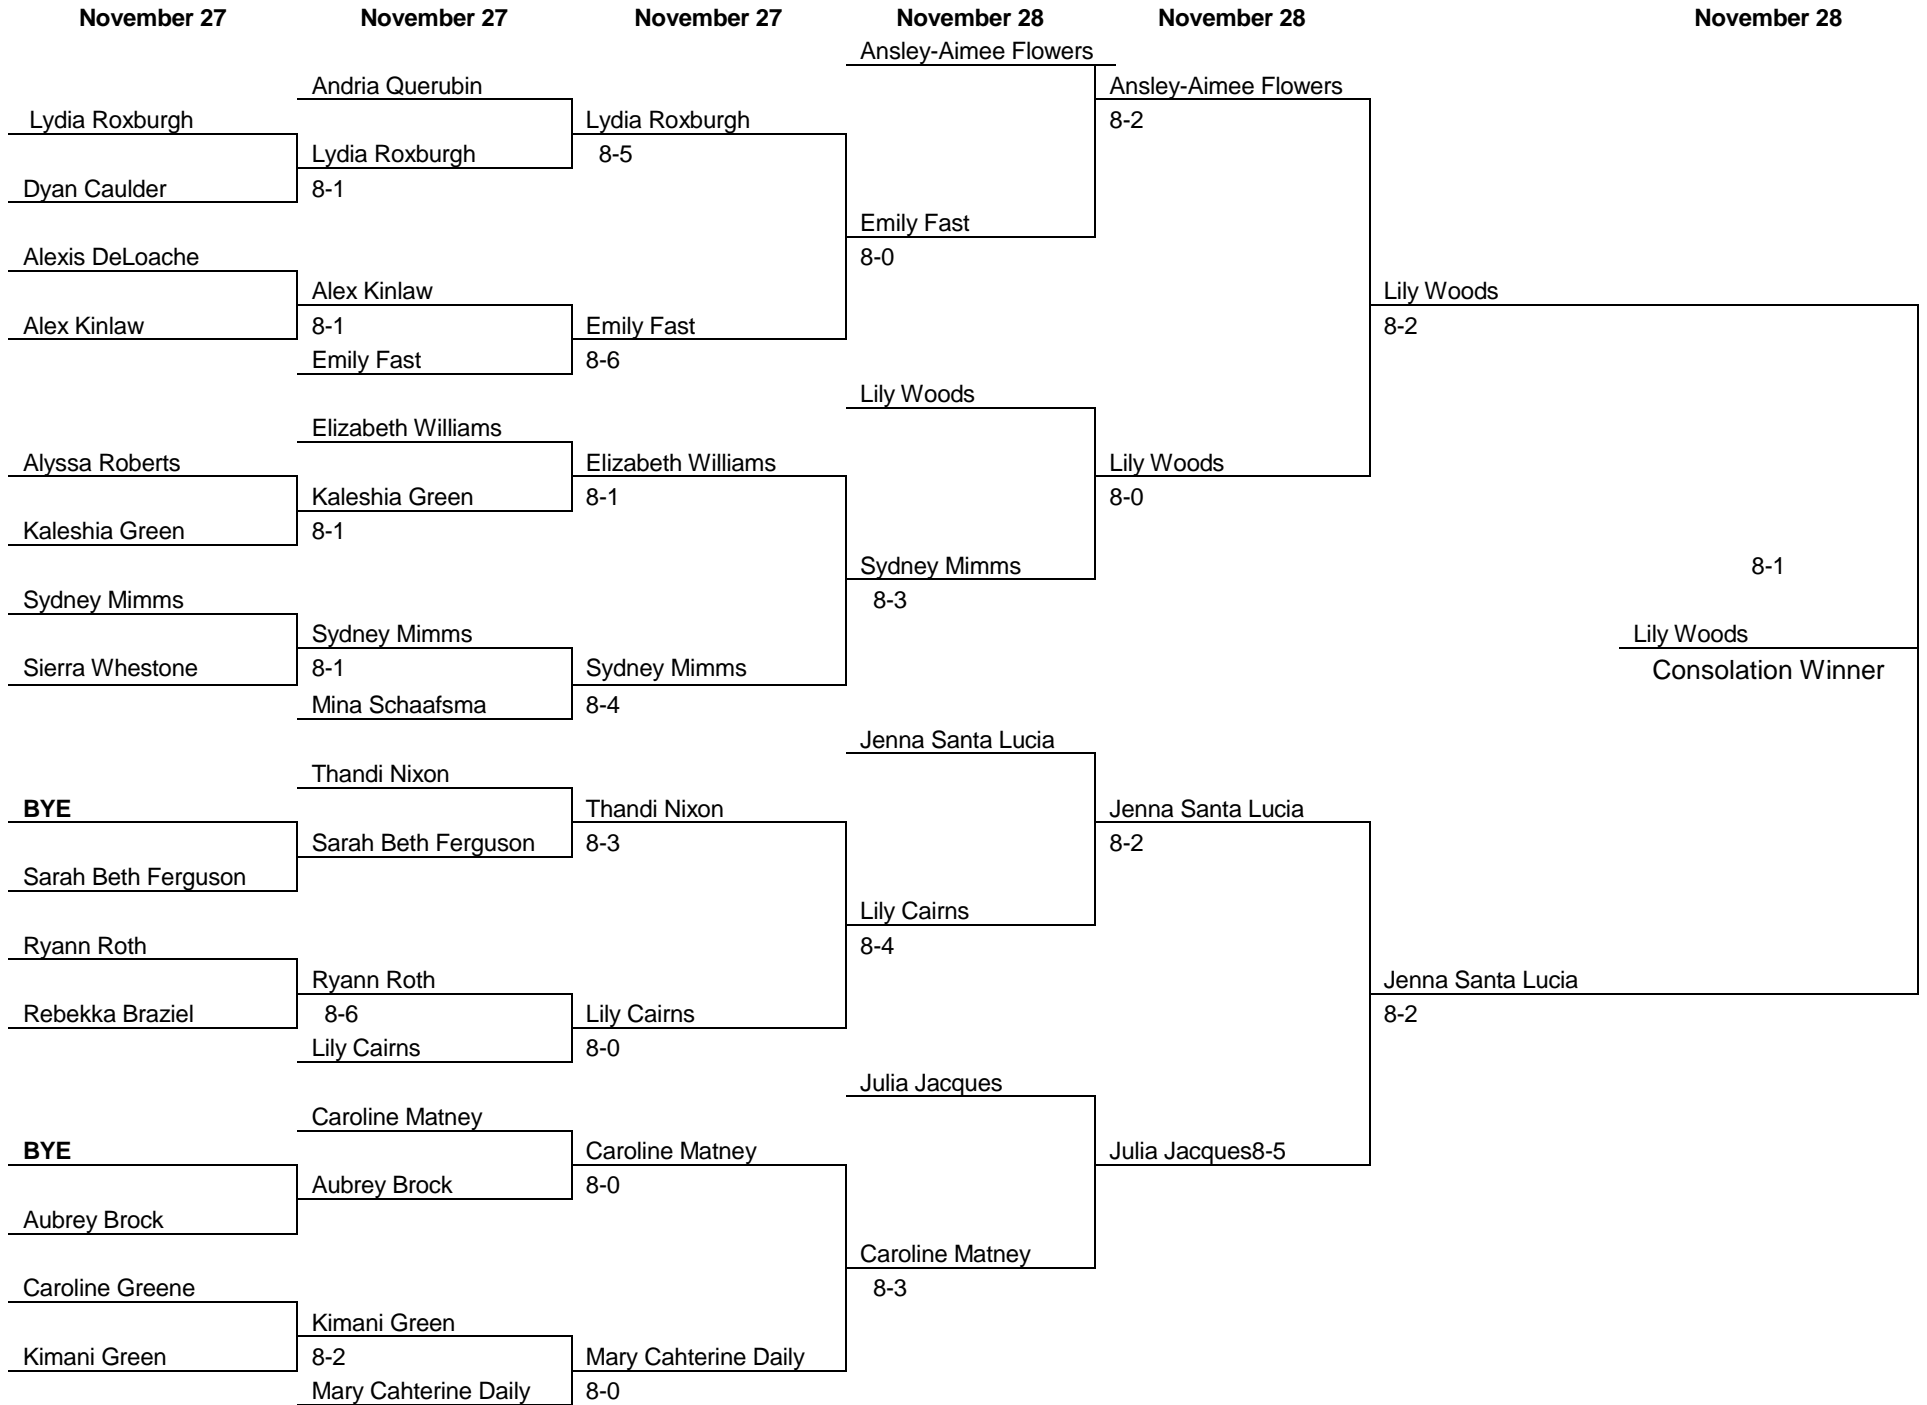 November 27 November 27 November 27 November 28 November 28 November 28
Ansley-Aimee Flowers
Andria Querubin Ansley-Aimee Flowers
Lydia Roxburgh Lydia Roxburgh 8-2
Lydia Roxburgh 8-5
Dyan Caulder 8-1
Emily Fast
Alexis DeLoache 8-0
Alex Kinlaw Lily Woods
Alex Kinlaw 8-1 Emily Fast 8-2
Emily Fast 8-6
Lily Woods
Elizabeth Williams
Alyssa Roberts Elizabeth Williams Lily Woods
Kaleshia Green 8-1 8-0
Kaleshia Green 8-1
Sydney Mimms 8-1
Sydney Mimms 8-3
Sydney Mimms Lily Woods
Sierra Whestone 8-1 Sydney Mimms Consolation Winner
Mina Schaafsma 8-4
Jenna Santa Lucia
Thandi Nixon
BYE Thandi Nixon Jenna Santa Lucia
Sarah Beth Ferguson 8-3 8-2
Sarah Beth Ferguson
Lily Cairns
Ryann Roth 8-4
Ryann Roth Jenna Santa Lucia
Rebekka Braziel 8-6 Lily Cairns 8-2
Lily Cairns 8-0
Julia Jacques
Caroline Matney
BYE Caroline Matney Julia Jacques8-5
Aubrey Brock 8-0
Aubrey Brock
Caroline Matney
Caroline Greene 8-3
Kimani Green
Kimani Green 8-2 Mary Cahterine Daily
Mary Cahterine Daily 8-0